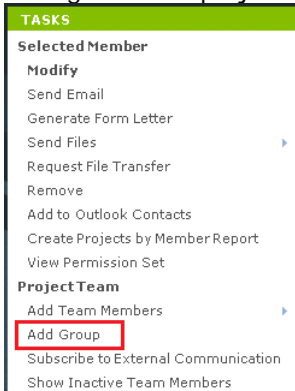 TASKS
Selected Member
Modify
Send Email
Generate Form Letter
Send Files
Request File Transfer
Remove
Add to Outlook Contacts
Create Projects by Member Report
View Permission Set
Project Team
Add Team Members
Add Group
Subscribe to External Communication
Show Inactive Team Members